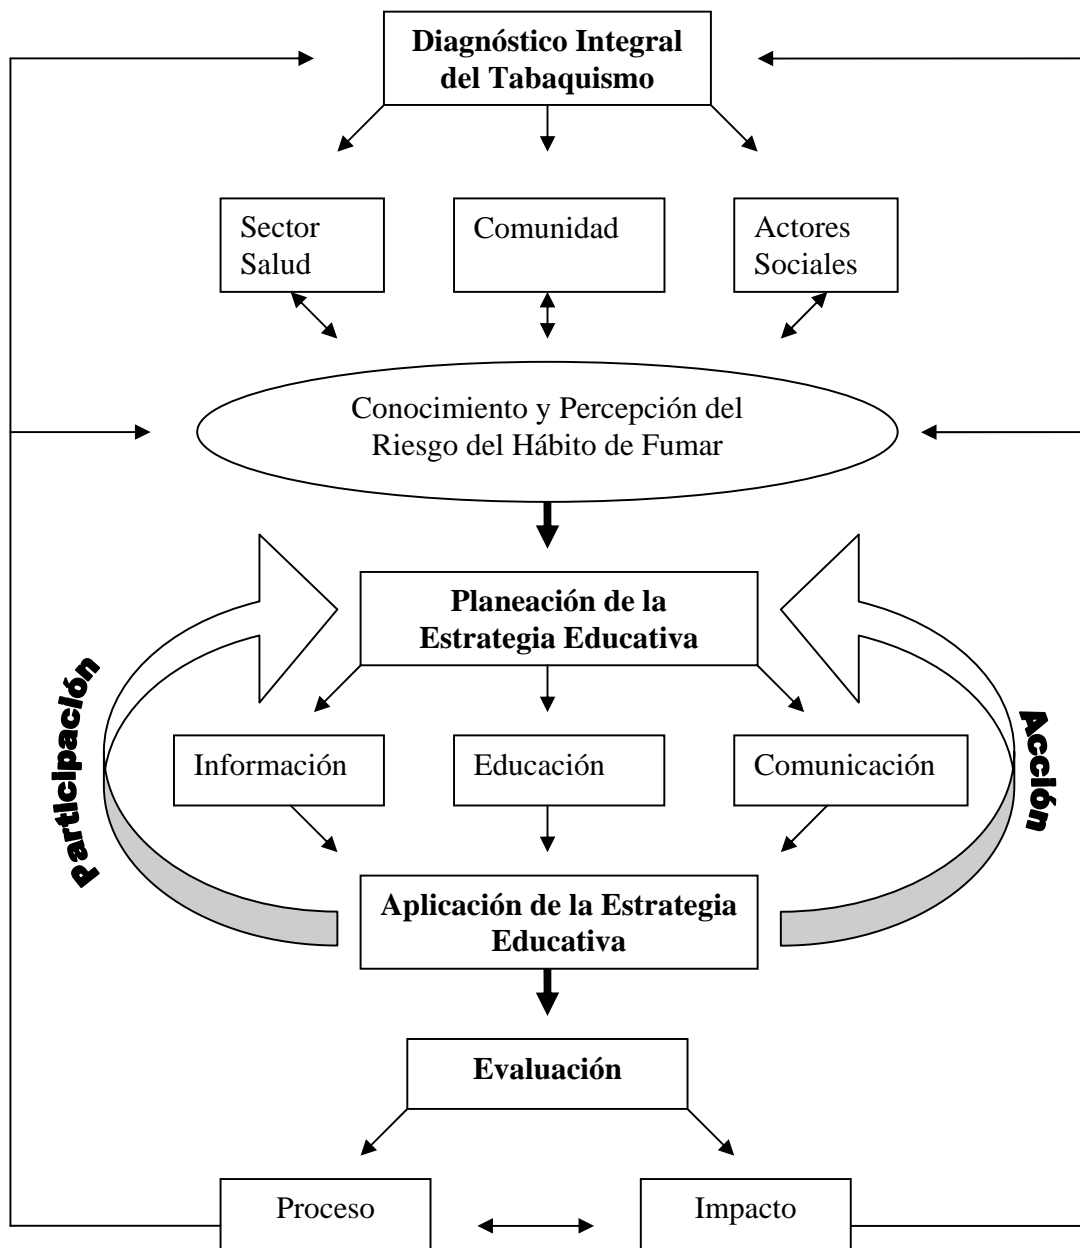 Diagnóstico Integral
del Tabaquismo
Sector
Salud
Comunidad
Actores
Sociales
Conocimiento y Percepción del
Riesgo del Hábito de Fumar
Planeación de la
Estrategia Educativa
Participación
Acción
Información
Educación
Comunicación
Aplicación de la Estrategia
Educativa
Evaluación
Proceso
Impacto